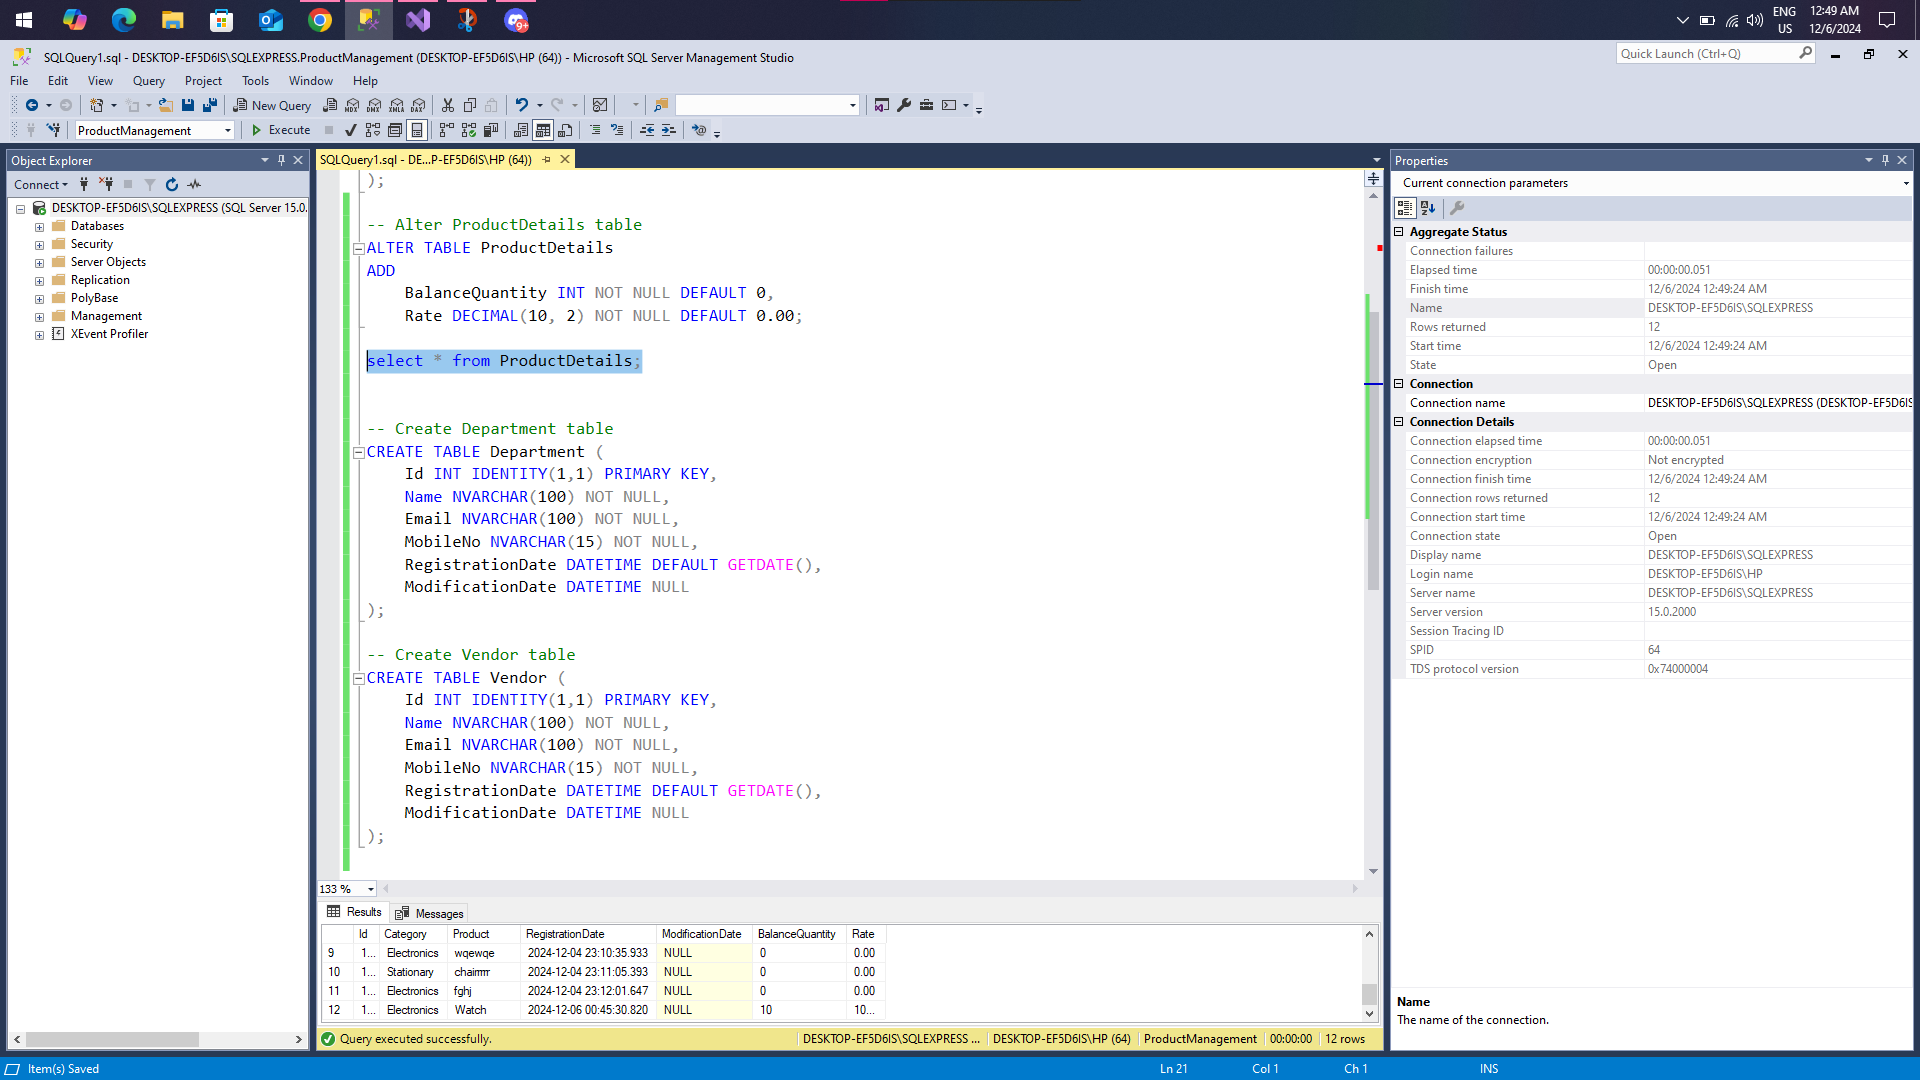 9+
ENG
US
12:49 AM
12/6/2024
SQLQuery1.sql - DESKTOP-EF5D6IS\SQLEXPRESS.ProductManagement (DESKTOP-EF5D6IS\HP (64)) - Microsoft SQL Server Management Studio
Quick Launch (Ctrl+Q)
File Edit View Query Project Tools Window Help
New Query MDX DMX XMLA DAX
ProductManagement Execute
Object Explorer
Connect
DESKTOP-EF5D6IS\SQLEXPRESS (SQL Server 15.0.
Databases
Security
Server Objects
Replication
PolyBase
Management
XEvent Profiler
SQLQuery1.sql - DE...P-EF5D6IS\HP (64))
);
-- Alter ProductDetails table
ALTER TABLE ProductDetails
ADD
BalanceQuantity INT NOT NULL DEFAULT 0,
Rate DECIMAL(10, 2) NOT NULL DEFAULT 0.00;
select * from ProductDetails;
-- Create Department table
CREATE TABLE Department (
Id INT IDENTITY(1,1) PRIMARY KEY,
Name NVARCHAR(100) NOT NULL,
Email NVARCHAR(100) NOT NULL,
MobileNo NVARCHAR(15) NOT NULL,
RegistrationDate DATETIME DEFAULT GETDATE(),
ModificationDate DATETIME NULL
);
-- Create Vendor table
CREATE TABLE Vendor (
Id INT IDENTITY(1,1) PRIMARY KEY,
Name NVARCHAR(100) NOT NULL,
Email NVARCHAR(100) NOT NULL,
MobileNo NVARCHAR(15) NOT NULL,
RegistrationDate DATETIME DEFAULT GETDATE(),
ModificationDate DATETIME NULL
);
133 %
Results Messages
Id Category Product RegistrationDate ModificationDate BalanceQuantity Rate
9 1... Electronics wqewqe 2024-12-04 23:10:35.933 NULL 0 0.00
10 1... Stationary chairrrrr 2024-12-04 23:11:05.393 NULL 0 0.00
11 1... Electronics fghj 2024-12-04 23:12:01.647 NULL 0 0.00
12 1... Electronics Watch 2024-12-06 00:45:30.820 NULL 10 10...
Query executed successfully. DESKTOP-EF5D6IS\SQLEXPRESS ... DESKTOP-EF5D6IS\HP (64) ProductManagement 00:00:00 12 rows
Properties
Current connection parameters
Aggregate Status
Connection failures
Elapsed time 00:00:00.051
Finish time 12/6/2024 12:49:24 AM
Name DESKTOP-EF5D6IS\SQLEXPRESS
Rows returned 12
Start time 12/6/2024 12:49:24 AM
State Open
Connection
Connection name DESKTOP-EF5D6IS\SQLEXPRESS (DESKTOP-EF5D6IS
Connection Details
Connection elapsed time 00:00:00.051
Connection encryption Not encrypted
Connection finish time 12/6/2024 12:49:24 AM
Connection rows returned 12
Connection start time 12/6/2024 12:49:24 AM
Connection state Open
Display name DESKTOP-EF5D6IS\SQLEXPRESS
Login name DESKTOP-EF5D6IS\HP
Server name DESKTOP-EF5D6IS\SQLEXPRESS
Server version 15.0.2000
Session Tracing ID
SPID 64
TDS protocol version 0x74000004
Name
The name of the connection.
Item(s) Saved Ln 21 Col 1 Ch 1 INS